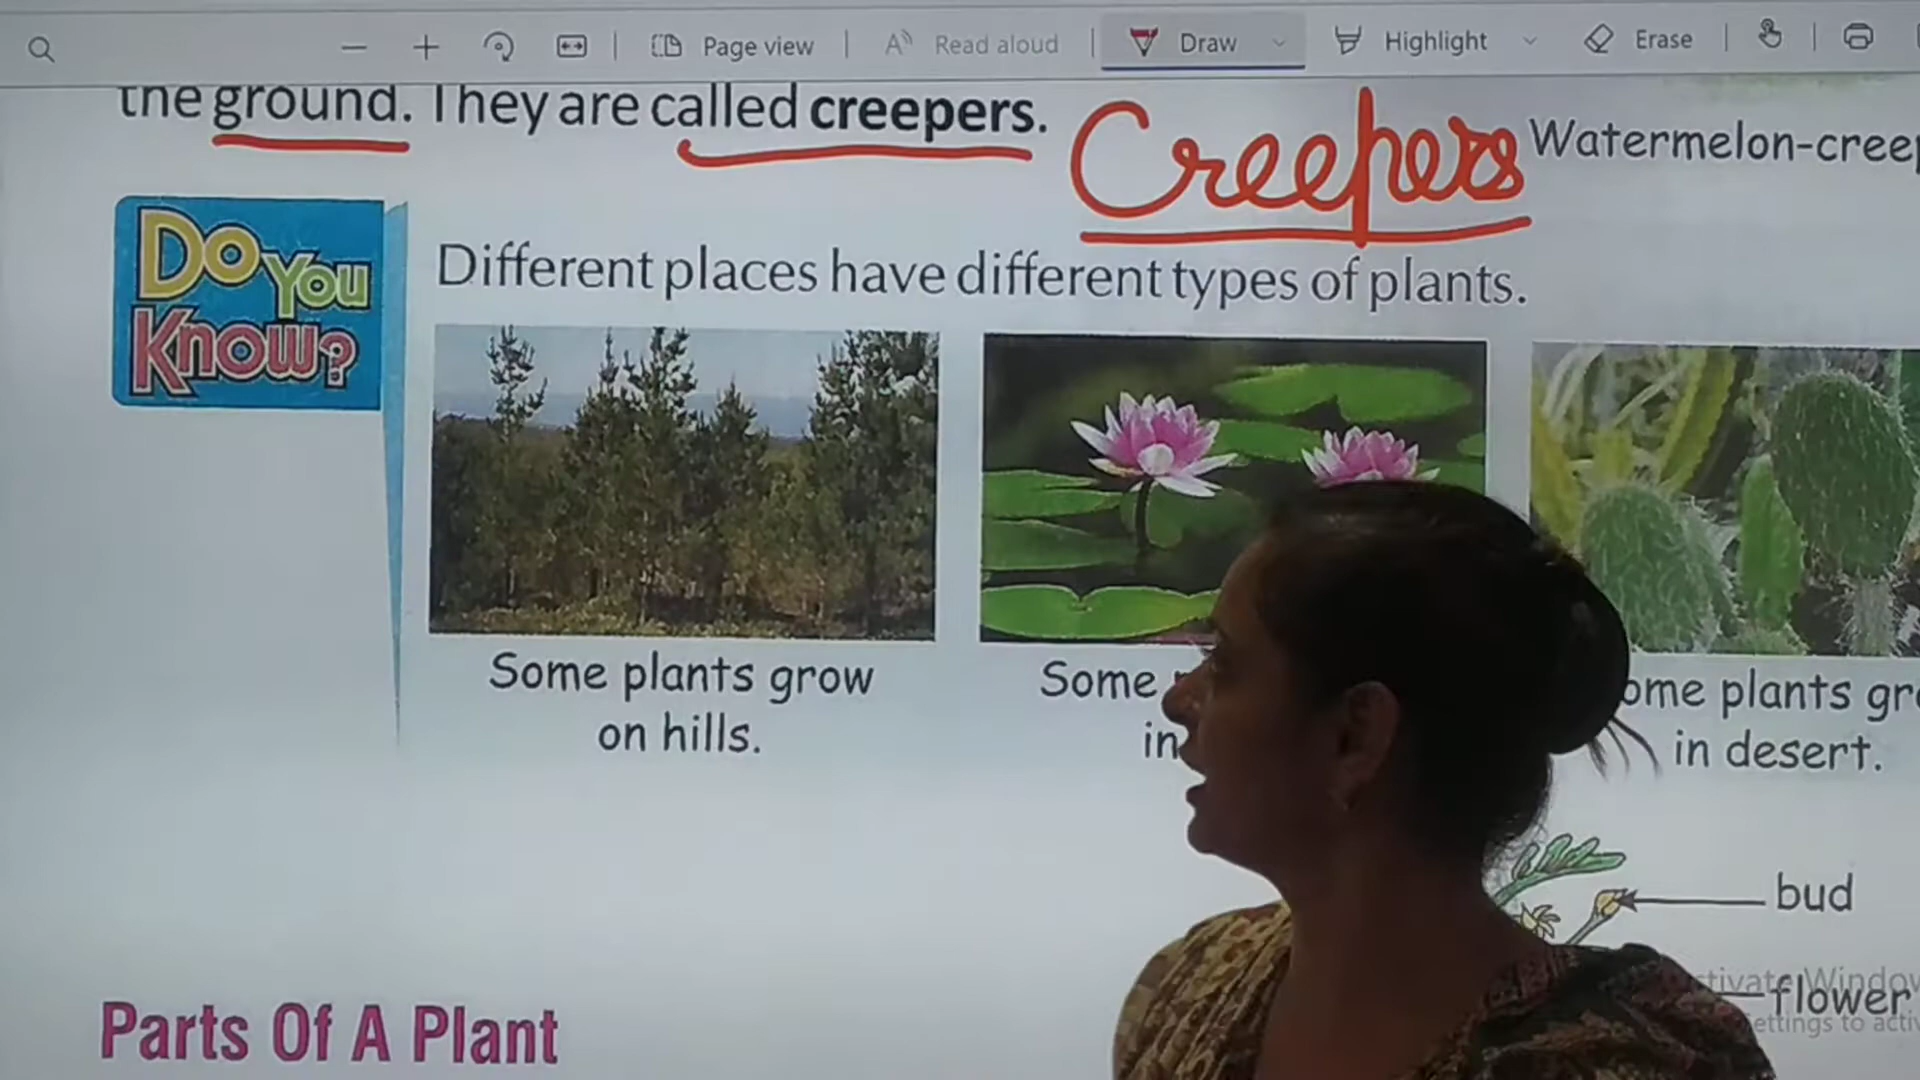 Page view
Read aloud
Draw
Highlight
Erase
the ground. They are called creepers.
Creepers
Watermelon-creep
Do You
Know?
Different places have different types of plants.
Some plants grow
on hills.
Some
in
ome plants gr
in desert.
bud
flower
Parts Of A Plant